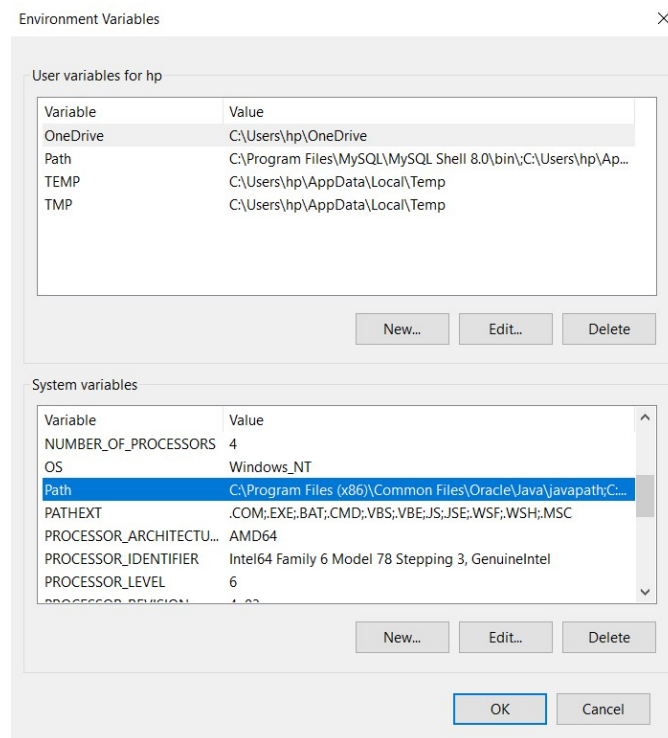 Environment Variables
User variables for hp
Variable Value
OneDrive C:\Users\hp\OneDrive
Path C:\Program Files\MySQL\MySQL Shell 8.0\bin\;C:\Users\hp\Ap...
TEMP C:\Users\hp\AppData\Local\Temp
TMP C:\Users\hp\AppData\Local\Temp
New... Edit... Delete
System variables
Variable Value
NUMBER_OF_PROCESSORS 4
OS Windows_NT
Path C:\Program Files (x86)\Common Files\Oracle\Java\javapath;C:...
PATHEXT .COM;.EXE;.BAT;.CMD;.VBS;.VBE;.JS;.JSE;.WSF;.WSH;.MSC
PROCESSOR_ARCHITECTU... AMD64
PROCESSOR_IDENTIFIER Intel64 Family 6 Model 78 Stepping 3, GenuineIntel
PROCESSOR_LEVEL 6
New... Edit... Delete
OK Cancel